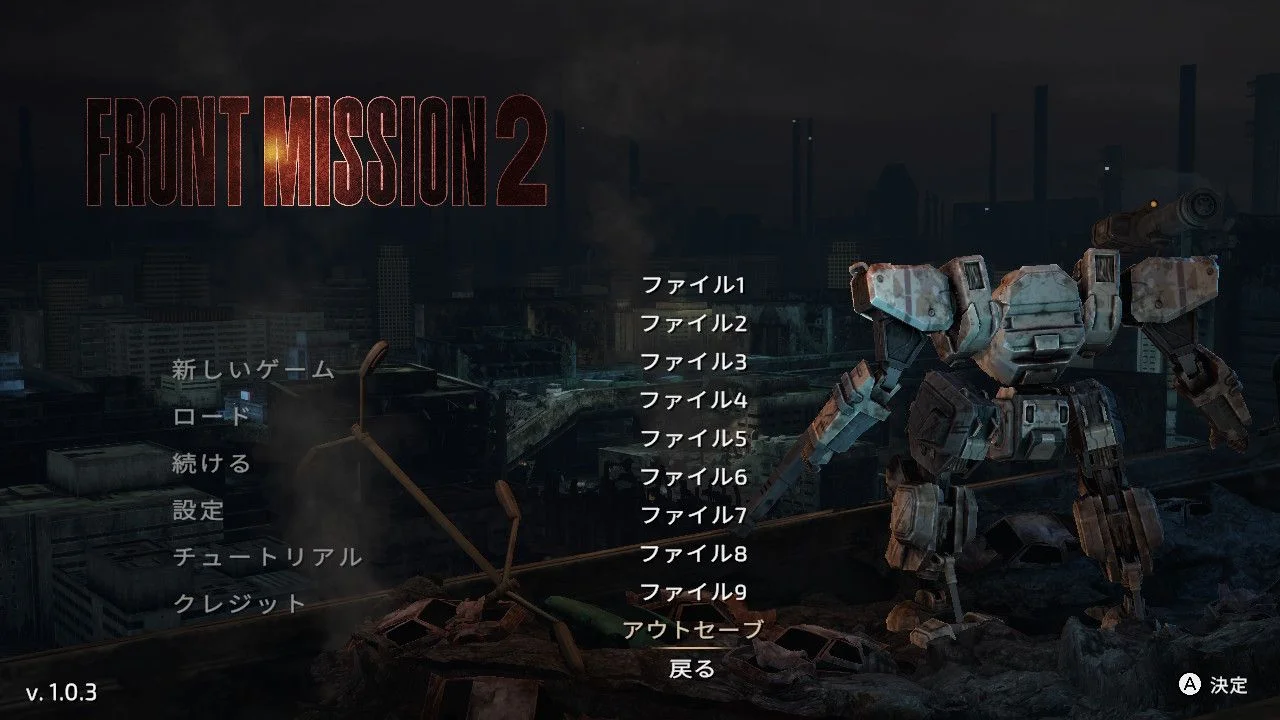 FRONT MISSION 2
新しいゲーム
ロード
続ける
設定
チュートリアル
クレジット
ファイル1
ファイル2
ファイル3
ファイル4
ファイル5
ファイル6
ファイル7
ファイル8
ファイル9
アウトセーブ
戻る
v. 1.0.3
A 決定